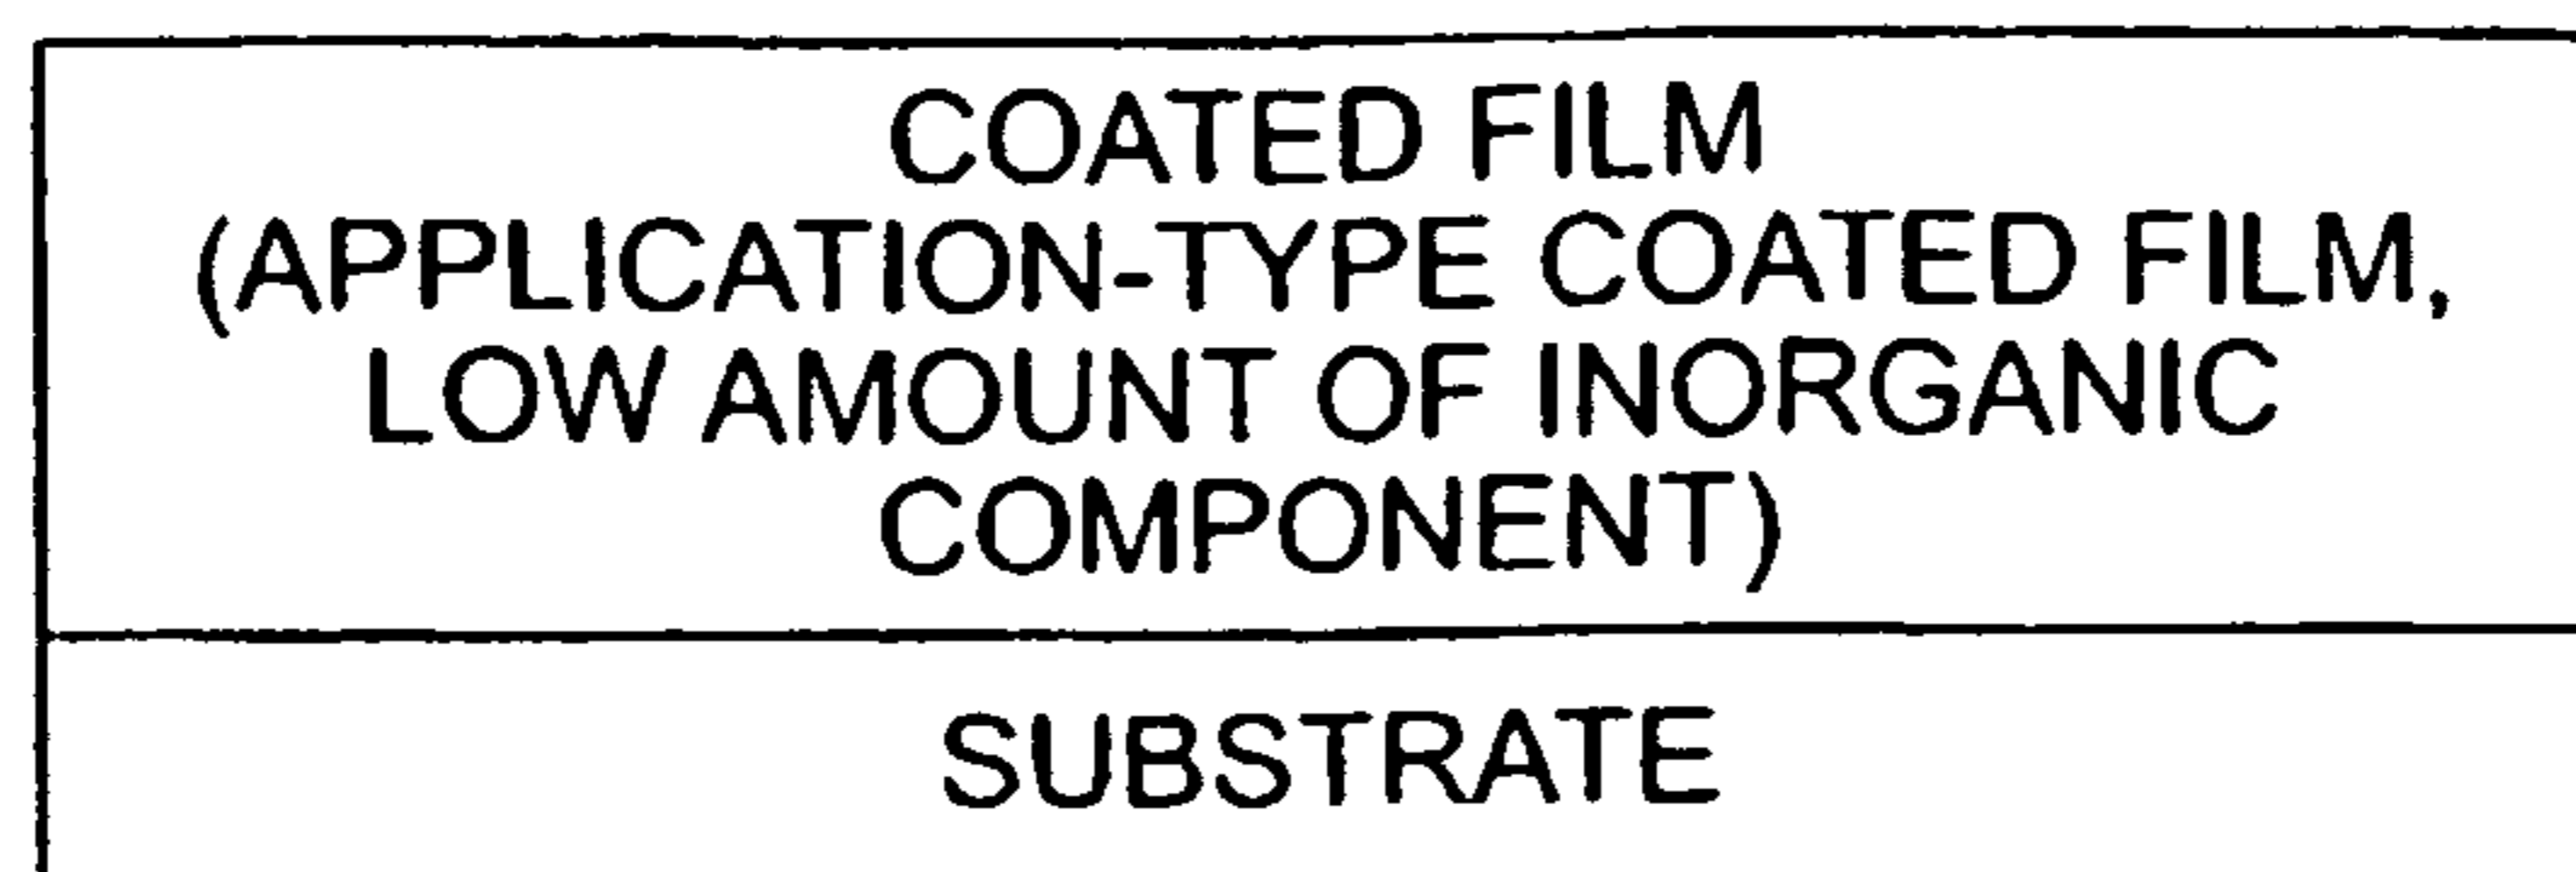 COATED FILM
(APPLICATION-TYPE COATED FILM,
LOW AMOUNT OF INORGANIC
COMPONENT)
SUBSTRATE